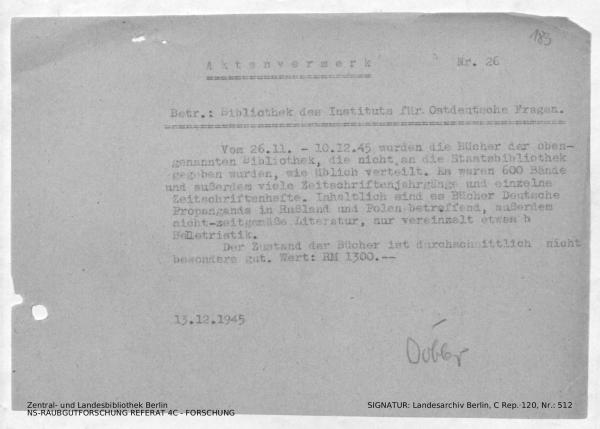 185
Aktenvermerk Nr. 26
Betr.: Bibliothek des Instituts für Ostdeutsche Fragen.
Vom 26.11. - 10.12.45 wurden die Bücher der oben-
genannten Bibliothek, die nicht an die Staatsbibliothek
gegeben wurden, wie üblich verteilt. Es waren 600 Bände
und außerdem viele Zeitschriftenjahrgänge und einzelne
Zeitschriftenhefte. Inhaltlich sind es Bücher Deutsche
Propaganda in Rußland und Polen betreffend, außerdem
nicht-zeitgemäße Literatur, nur vereinzelt etwas b
Belletristik.
Der Zustand der Bücher ist durchschnittlich nicht
besonders gut. Wert: RM 1300.--
13.12.1945
Zentral- und Landesbibliothek Berlin
NS-RAUBGUTFORSCHUNG REFERAT 4C - FORSCHUNG
SIGNATUR: Landesarchiv Berlin, C Rep. 120, Nr.: 512